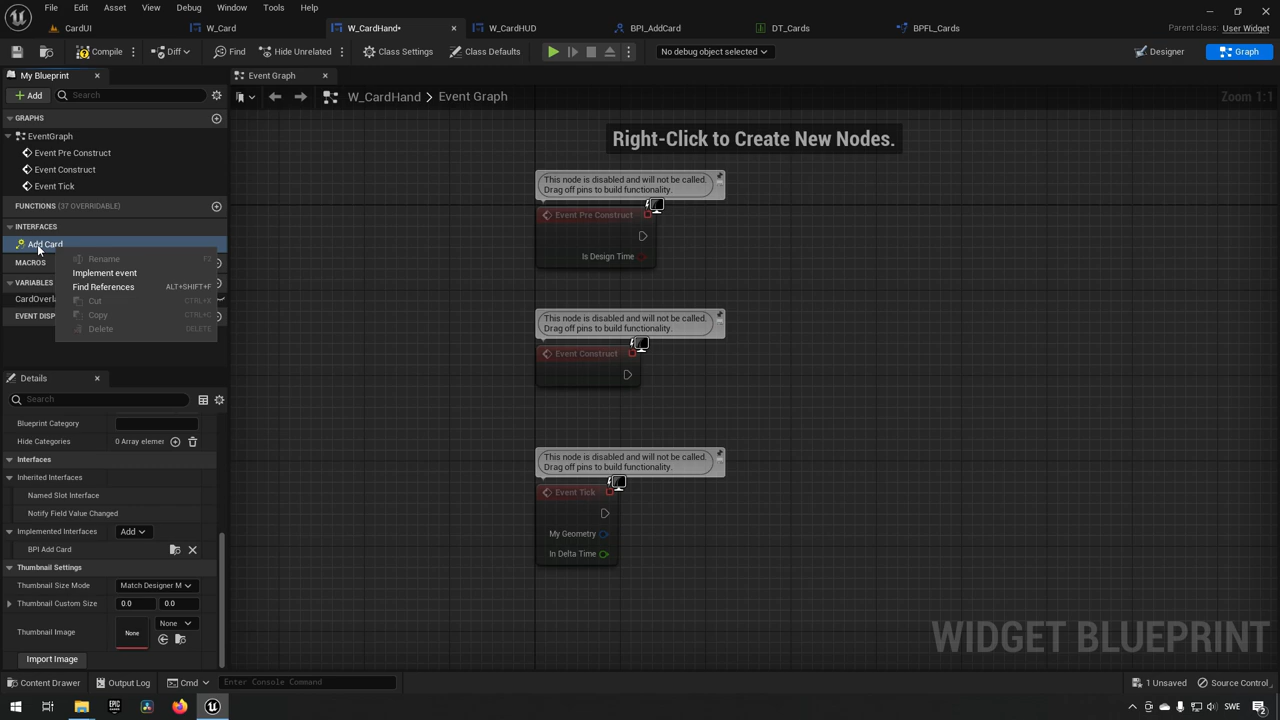 File Edit Asset View Debug Window Tools Help
CardUI W_Card W_CardHand• W_CardHUD BPI_AddCard DT_Cards BPFL_Cards Parent class: User Widget
Compile Diff Find Hide Unrelated Class Settings Class Defaults No debug object selected Designer Graph
My Blueprint Event Graph
Add Search W_CardHand Event Graph Zoom 1:1
GRAPHS
EventGraph
Event Pre Construct
Event Construct
Event Tick
FUNCTIONS (37 OVERRIDABLE)
INTERFACES
Add Card
MACROS
VARIABLES
CardOverla
EVENT DISP
Rename F2
Implement event
Find References ALT+SHIFT+F
Cut CTRL+X
Copy CTRL+C
Delete DELETE
Right-Click to Create New Nodes.
This node is disabled and will not be called.
Drag off pins to build functionality.
Event Pre Construct
Is Design Time
This node is disabled and will not be called.
Drag off pins to build functionality.
Event Construct
This node is disabled and will not be called.
Drag off pins to build functionality.
Event Tick
My Geometry
In Delta Time
WIDGET BLUEPRINT
Details
Search
Blueprint Category
Hide Categories 0 Array elemer
Interfaces
Inherited Interfaces
Named Slot Interface
Notify Field Value Changed
Implemented Interfaces Add
BPI Add Card
Thumbnail Settings
Thumbnail Size Mode Match Designer M
Thumbnail Custom Size 0.0 0.0
Thumbnail Image None None
Import Image
Content Drawer Output Log Cmd Enter Console Command 1 Unsaved Source Control
SWE 2